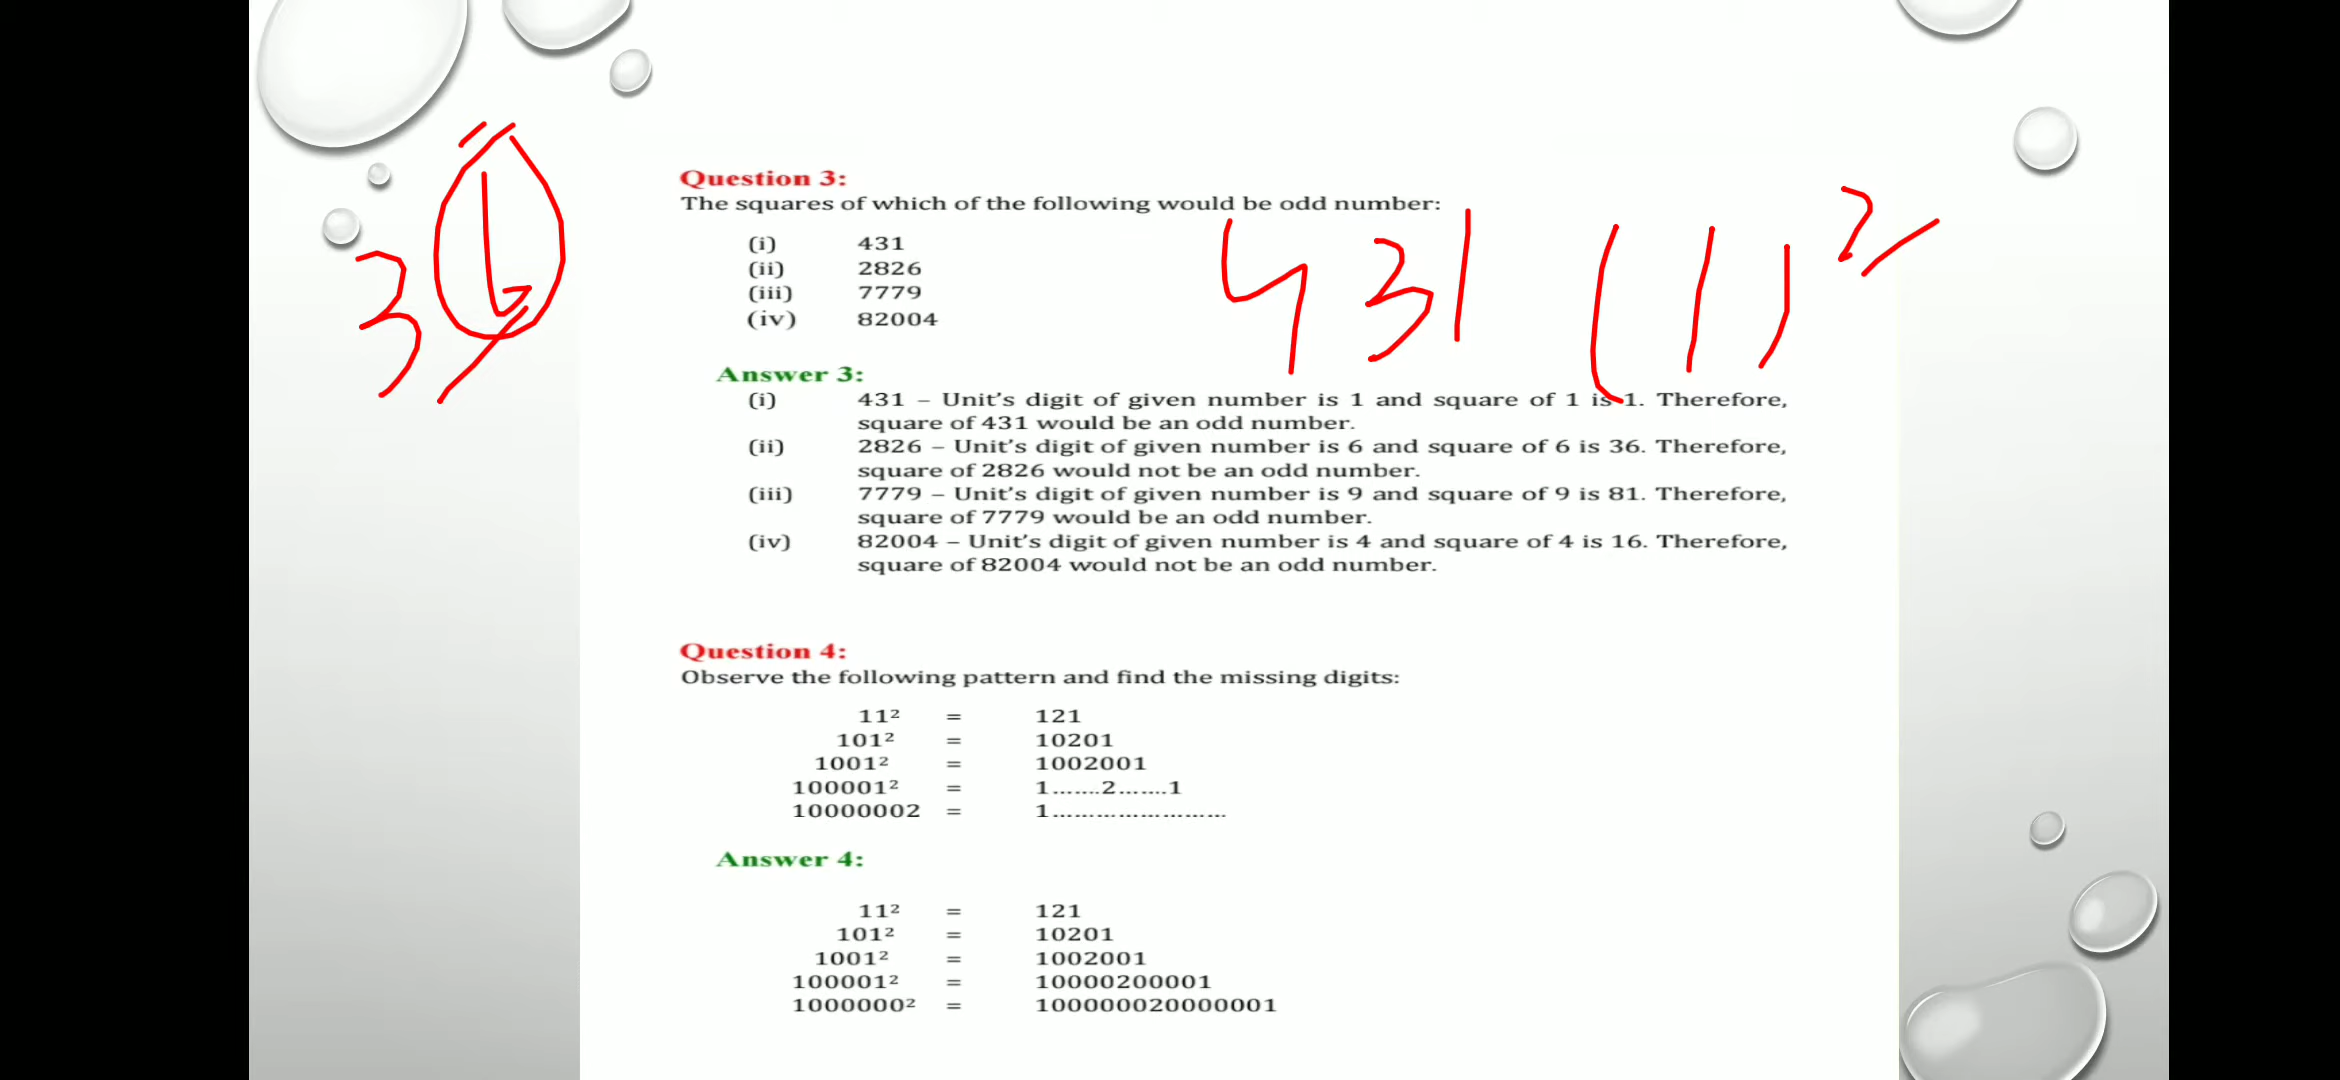 36
Question 3:
The squares of which of the following would be odd number:
(i) 431
(ii) 2826
(iii) 7779
(iv) 82004
431 (1)²
Answer 3:
(i) 431 – Unit's digit of given number is 1 and square of 1 is 1. Therefore,
square of 431 would be an odd number.
(ii) 2826 – Unit's digit of given number is 6 and square of 6 is 36. Therefore,
square of 2826 would not be an odd number.
(iii) 7779 – Unit's digit of given number is 9 and square of 9 is 81. Therefore,
square of 7779 would be an odd number.
(iv) 82004 – Unit's digit of given number is 4 and square of 4 is 16. Therefore,
square of 82004 would not be an odd number.
Question 4:
Observe the following pattern and find the missing digits:
11² = 121
101² = 10201
1001² = 1002001
100001² = 1.......2.......1
10000002 = 1........................
Answer 4:
11² = 121
101² = 10201
1001² = 1002001
100001² = 10000200001
1000000² = 100000020000001